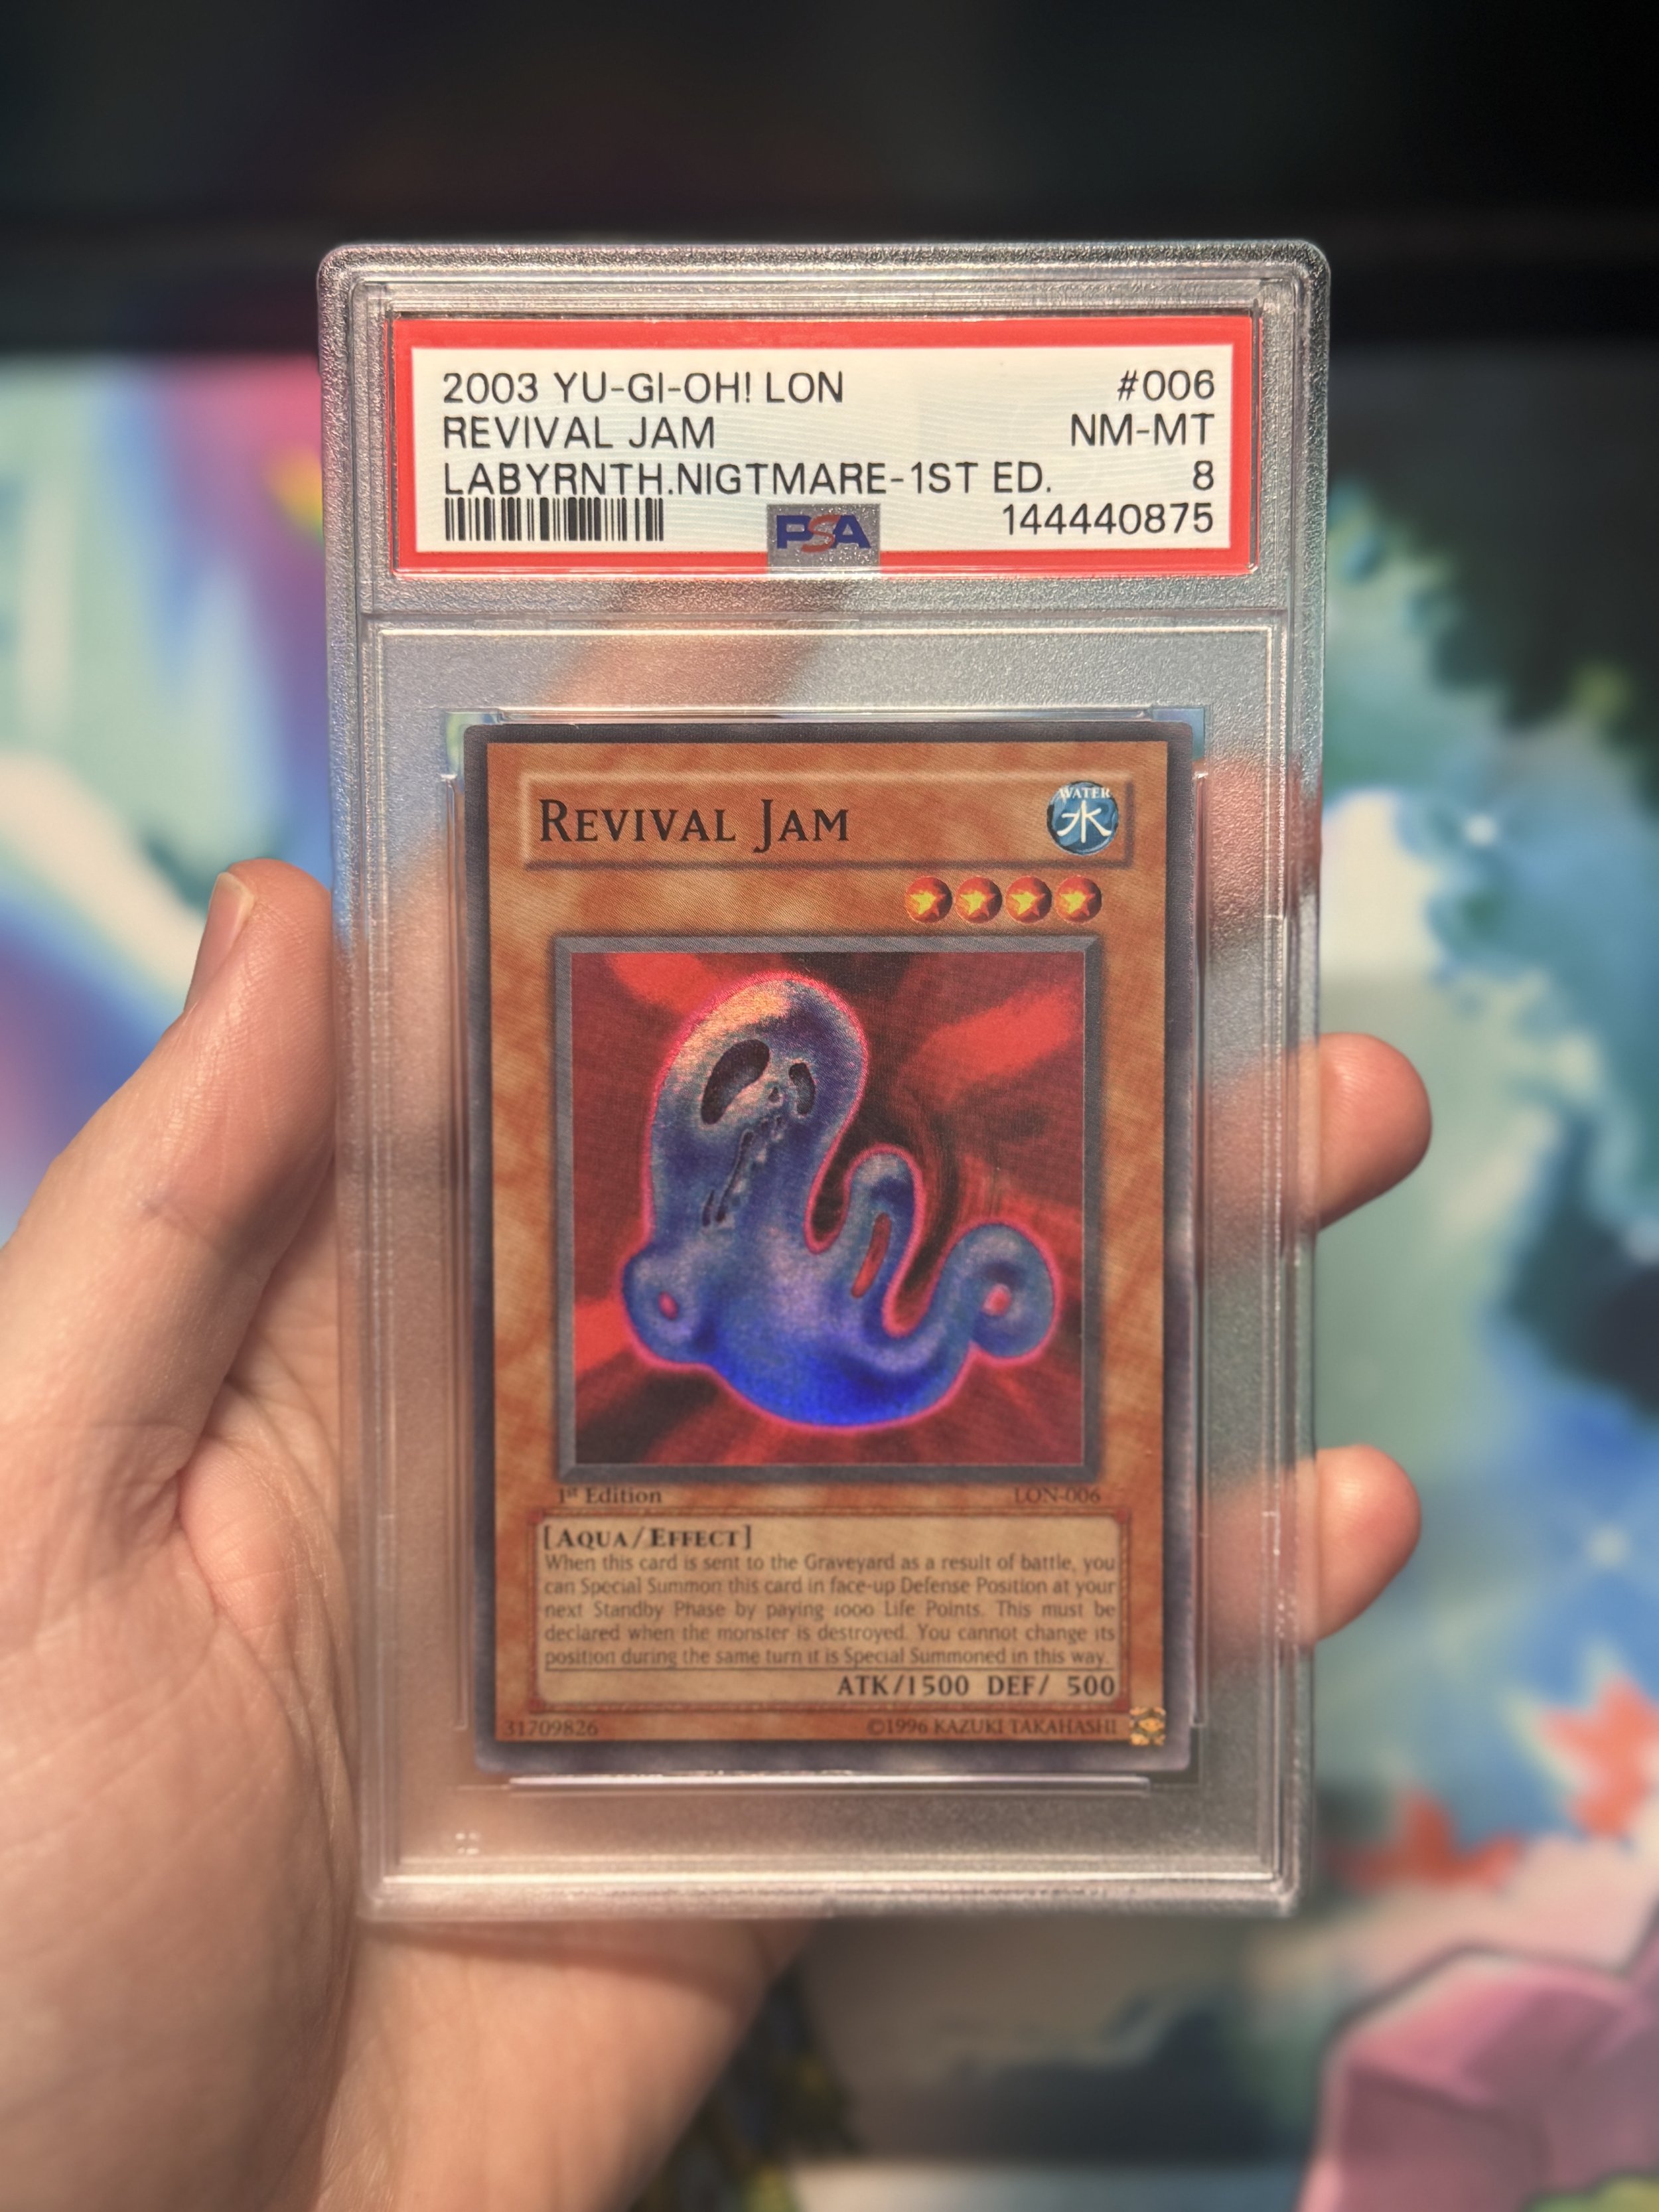 2003 YU-GI-OH! LON #006
REVIVAL JAM NM-MT
LABYRNTH.NIGTMARE-1ST ED. 8
PSA 144440875
REVIVAL JAM
WATER
水
1st Edition LON-006
[AQUA/EFFECT]
When this card is sent to the Graveyard as a result of battle, you
can Special Summon this card in face-up Defense Position at your
next Standby Phase by paying 1000 Life Points. This must be
declared when the monster is destroyed. You cannot change its
position during the same turn it is Special Summoned in this way.
ATK/1500 DEF/ 500
31709826 ©1996 KAZUKI TAKAHASHI